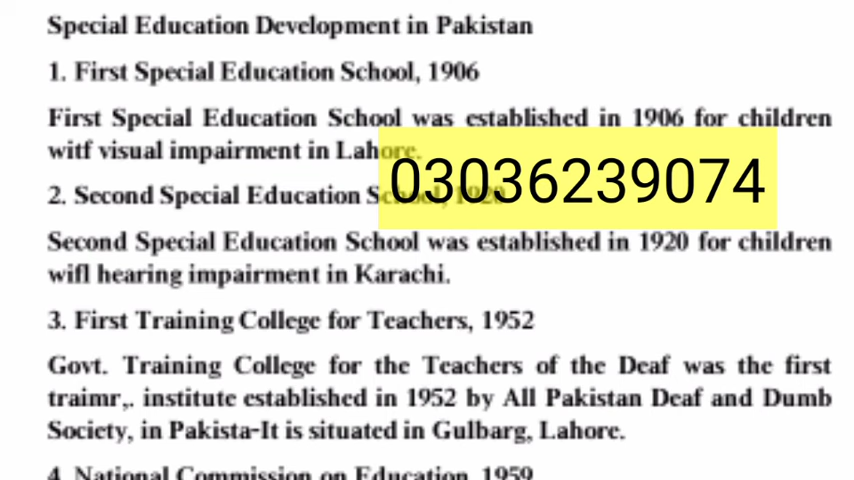 Special Education Development in Pakistan
1. First Special Education School, 1906
First Special Education School was established in 1906 for children
witf visual impairment in Lahore.
03036239074
2. Second Special Education School, 1920
Second Special Education School was established in 1920 for children
wifl hearing impairment in Karachi.
3. First Training College for Teachers, 1952
Govt. Training College for the Teachers of the Deaf was the first
traimr,. institute established in 1952 by All Pakistan Deaf and Dumb
Society, in Pakista-It is situated in Gulbarg, Lahore.
4. National Commission on Education, 1959